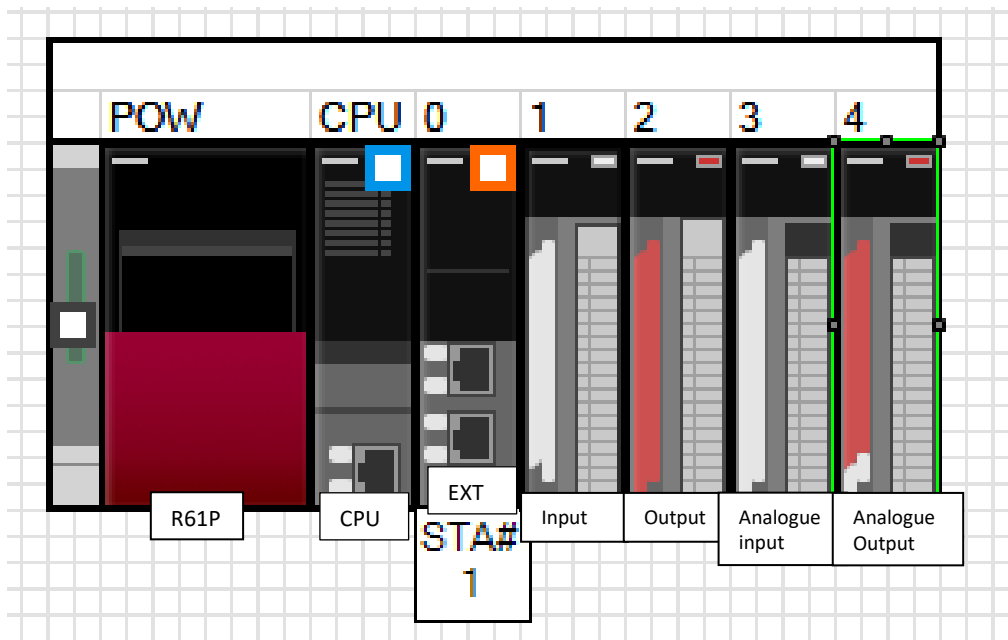 POW CPU 0 1 2 3 4
R61P
CPU
EXT
STA#
1
Input
Output
Analogue
input
Analogue
Output